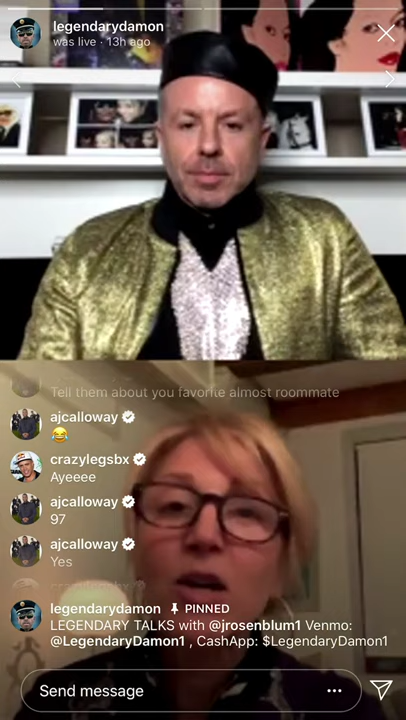 legendarydamon
was live · 13h ago
Tell them about you favorite almost roommate
ajcalloway
😂
crazylegsbx
Ayeeee
ajcalloway
97
ajcalloway
Yes
crazylegsbx
legendarydamon PINNED
LEGENDARY TALKS with @jrosenblum1 Venmo:
@LegendaryDamon1 , CashApp: $LegendaryDamon1
Send message